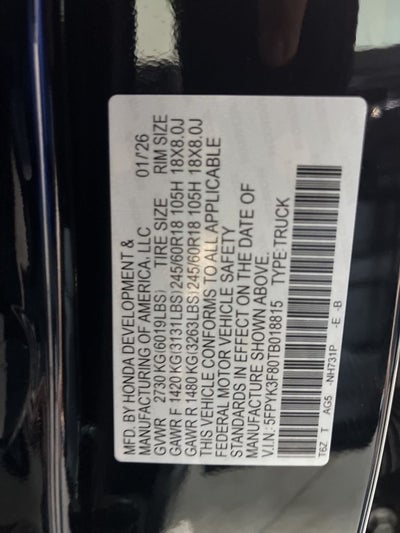 MFD. BY HONDA DEVELOPMENT &
MANUFACTURING OF AMERICA, LLC 01/26
GVWR 2730 KG(6019LBS) TIRE SIZE RIM SIZE
GAWR F 1420 KG(3131LBS)245/60R18 105H 18X8.0J
GAWR R 1480 KG(3263LBS)245/60R18 105H 18X8.0J
THIS VEHICLE CONFORMS TO ALL APPLICABLE
FEDERAL MOTOR VEHICLE SAFETY
STANDARDS IN EFFECT ON THE DATE OF
MANUFACTURE SHOWN ABOVE.
V.I.N.:5FPYK3F80TB018815 TYPE:TRUCK
T6Z T AG5 -NH731P -E -B